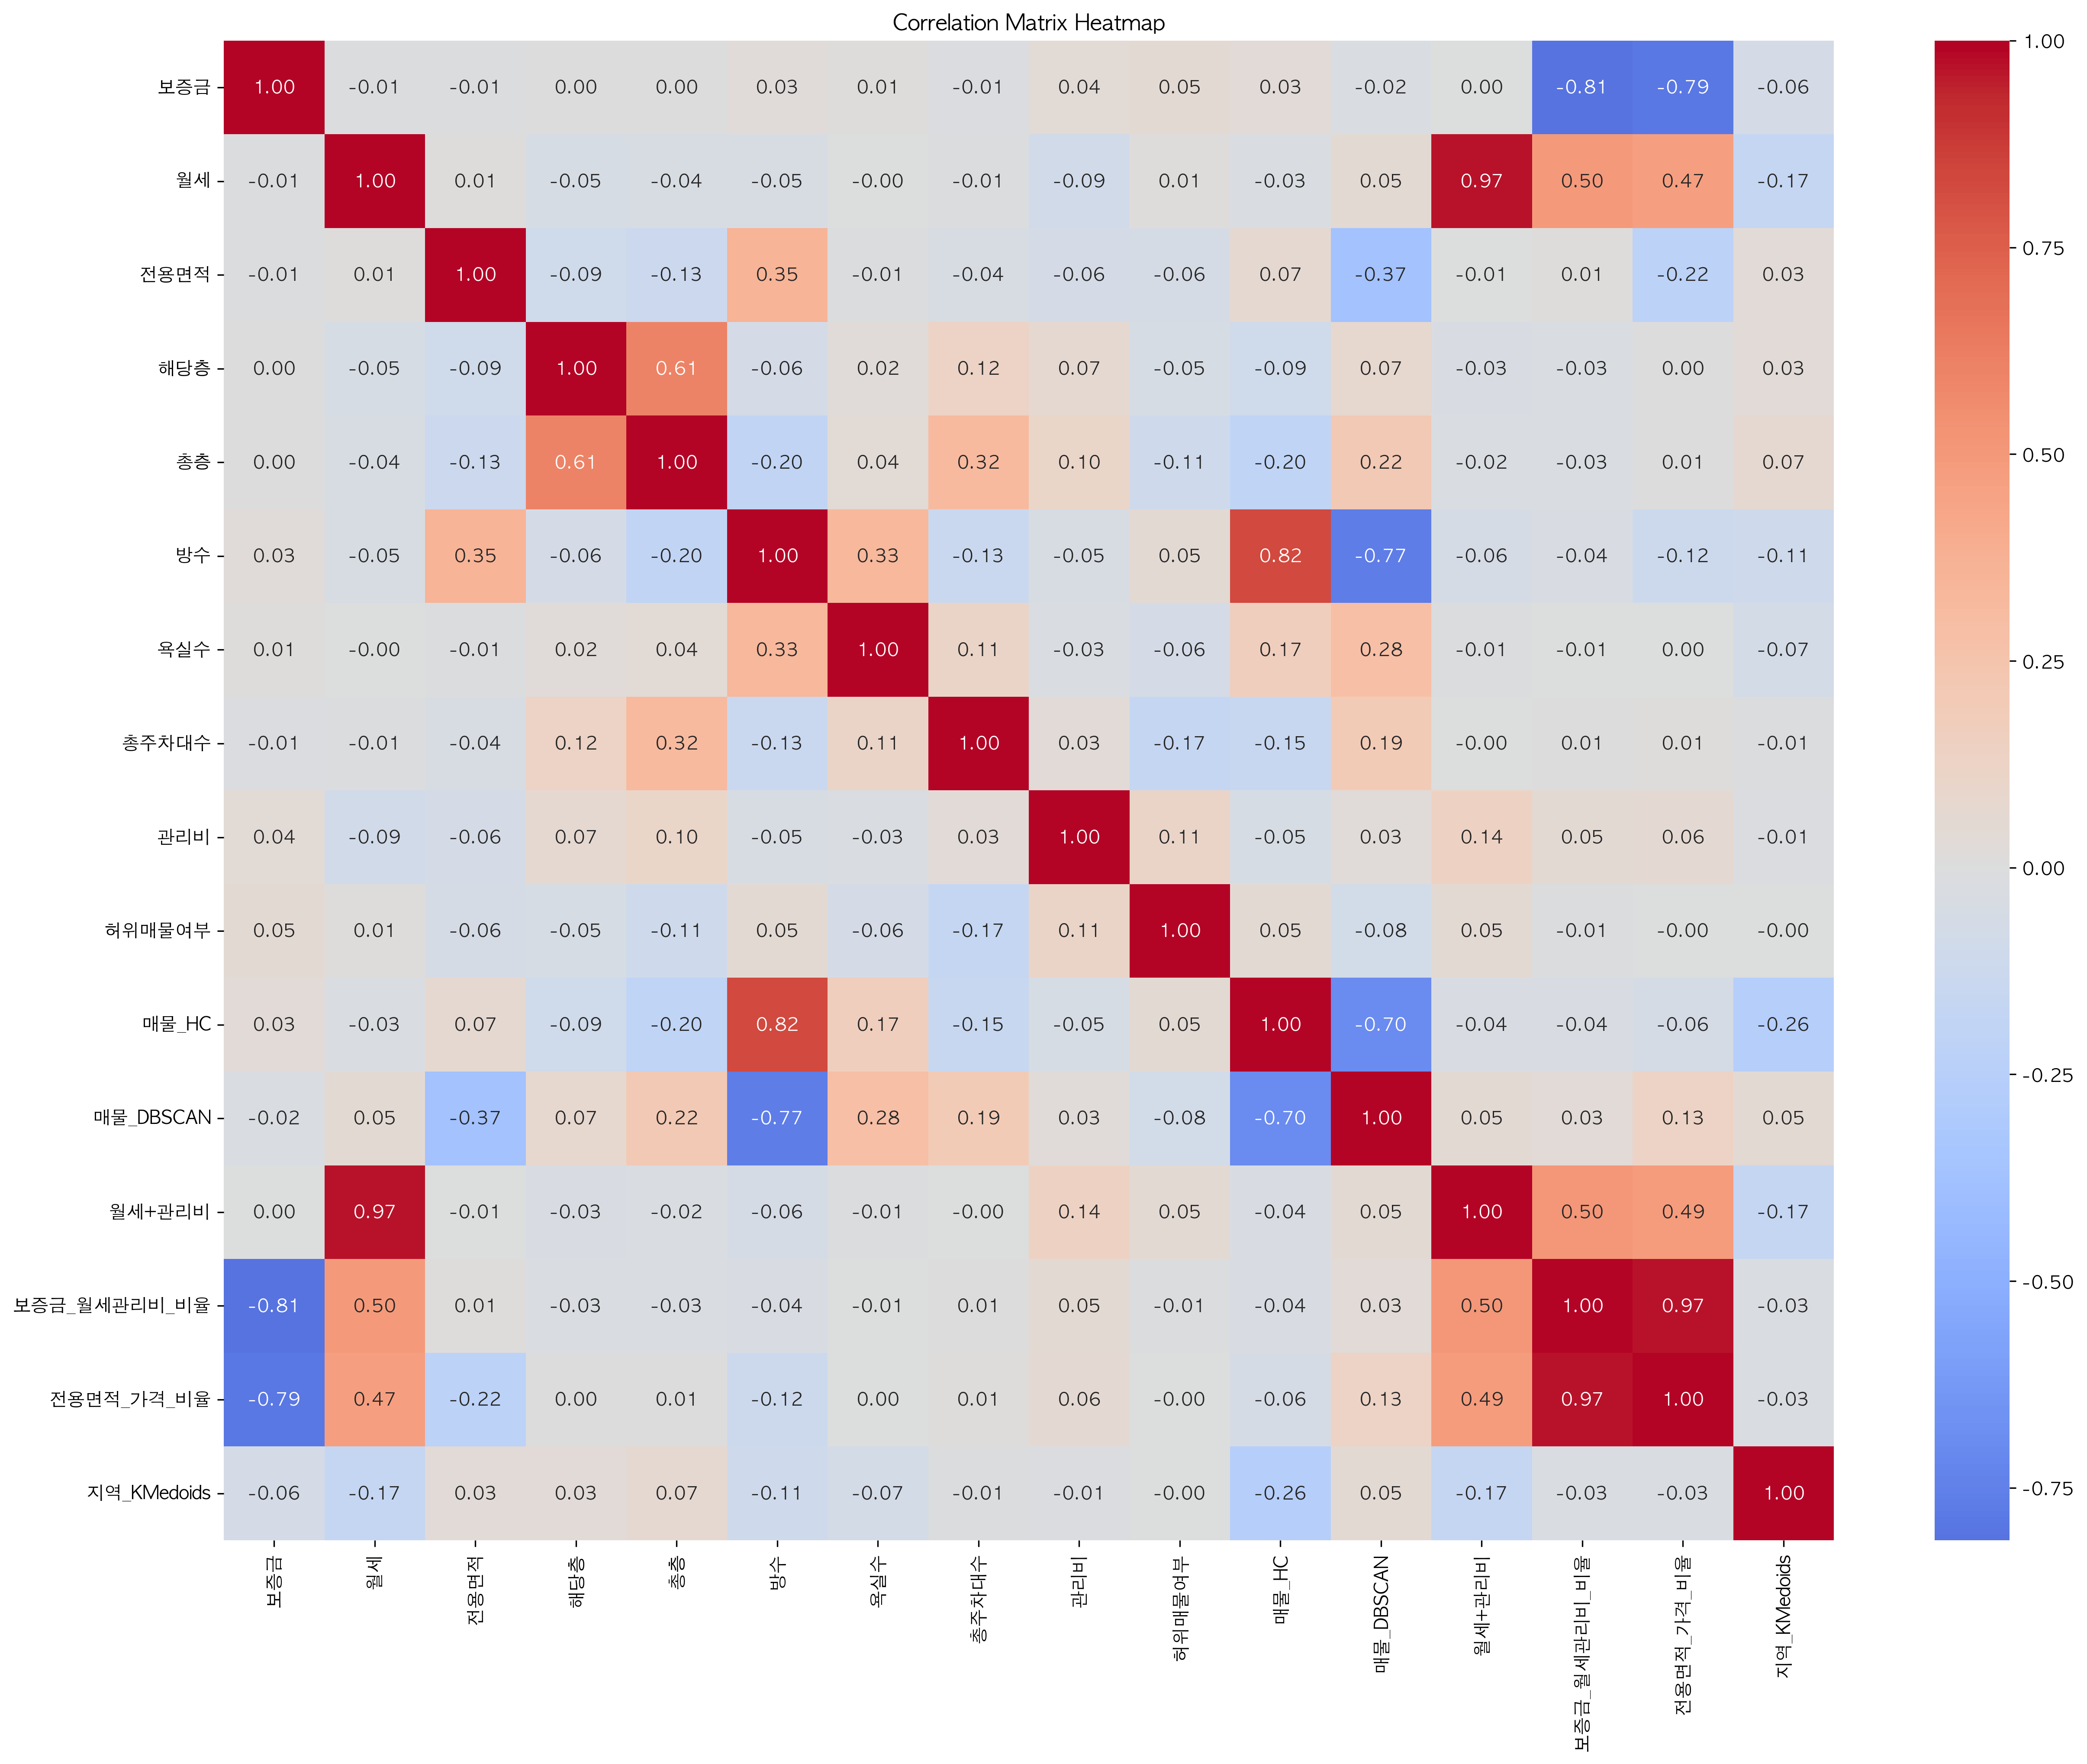 Correlation Matrix Heatmap
보증금 1.00 -0.01 -0.01 0.00 0.00 0.03 0.01 -0.01 0.04 0.05 0.03 -0.02 0.00 -0.81 -0.79 -0.06
월세 -0.01 1.00 0.01 -0.05 -0.04 -0.05 -0.00 -0.01 -0.09 0.01 -0.03 0.05 0.97 0.50 0.47 -0.17
전용면적 -0.01 0.01 1.00 -0.09 -0.13 0.35 -0.01 -0.04 -0.06 -0.06 0.07 -0.37 -0.01 0.01 -0.22 0.03
해당층 0.00 -0.05 -0.09 1.00 0.61 -0.06 0.02 0.12 0.07 -0.05 -0.09 0.07 -0.03 -0.03 0.00 0.03
총층 0.00 -0.04 -0.13 0.61 1.00 -0.20 0.04 0.32 0.10 -0.11 -0.20 0.22 -0.02 -0.03 0.01 0.07
방수 0.03 -0.05 0.35 -0.06 -0.20 1.00 0.33 -0.13 -0.05 0.05 0.82 -0.77 -0.06 -0.04 -0.12 -0.11
욕실수 0.01 -0.00 -0.01 0.02 0.04 0.33 1.00 0.11 -0.03 -0.06 0.17 0.28 -0.01 -0.01 0.00 -0.07
총주차대수 -0.01 -0.01 -0.04 0.12 0.32 -0.13 0.11 1.00 0.03 -0.17 -0.15 0.19 -0.00 0.01 0.01 -0.01
관리비 0.04 -0.09 -0.06 0.07 0.10 -0.05 -0.03 0.03 1.00 0.11 -0.05 0.03 0.14 0.05 0.06 -0.01
허위매물여부 0.05 0.01 -0.06 -0.05 -0.11 0.05 -0.06 -0.17 0.11 1.00 0.05 -0.08 0.05 -0.01 -0.00 -0.00
매물_HC 0.03 -0.03 0.07 -0.09 -0.20 0.82 0.17 -0.15 -0.05 0.05 1.00 -0.70 -0.04 -0.04 -0.06 -0.26
매물_DBSCAN -0.02 0.05 -0.37 0.07 0.22 -0.77 0.28 0.19 0.03 -0.08 -0.70 1.00 0.05 0.03 0.13 0.05
월세+관리비 0.00 0.97 -0.01 -0.03 -0.02 -0.06 -0.01 -0.00 0.14 0.05 -0.04 0.05 1.00 0.50 0.49 -0.17
보증금_월세관리비_비율 -0.81 0.50 0.01 -0.03 -0.03 -0.04 -0.01 0.01 0.05 -0.01 -0.04 0.03 0.50 1.00 0.97 -0.03
전용면적_가격_비율 -0.79 0.47 -0.22 0.00 0.01 -0.12 0.00 0.01 0.06 -0.00 -0.06 0.13 0.49 0.97 1.00 -0.03
지역_KMedoids -0.06 -0.17 0.03 0.03 0.07 -0.11 -0.07 -0.01 -0.01 -0.00 -0.26 0.05 -0.17 -0.03 -0.03 1.00
보증금
월세
전용면적
해당층
총층
방수
욕실수
총주차대수
관리비
허위매물여부
매물_HC
매물_DBSCAN
월세+관리비
보증금_월세관리비_비율
전용면적_가격_비율
지역_KMedoids
1.00
0.75
0.50
0.25
0.00
-0.25
-0.50
-0.75